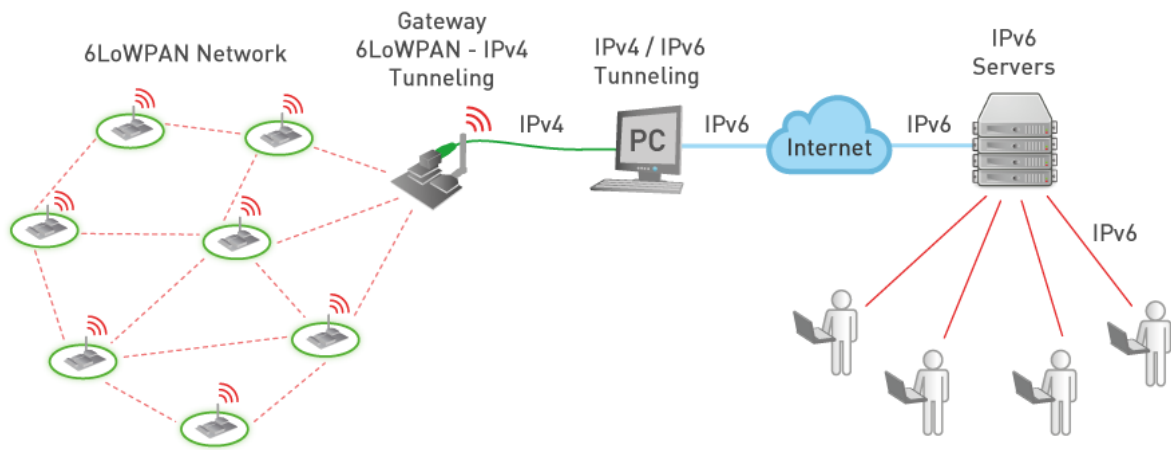 6LoWPAN Network
Gateway
6LoWPAN - IPv4
Tunneling
IPv4
IPv4 / IPv6
Tunneling
PC
IPv6
Internet
IPv6
IPv6
Servers
IPv6